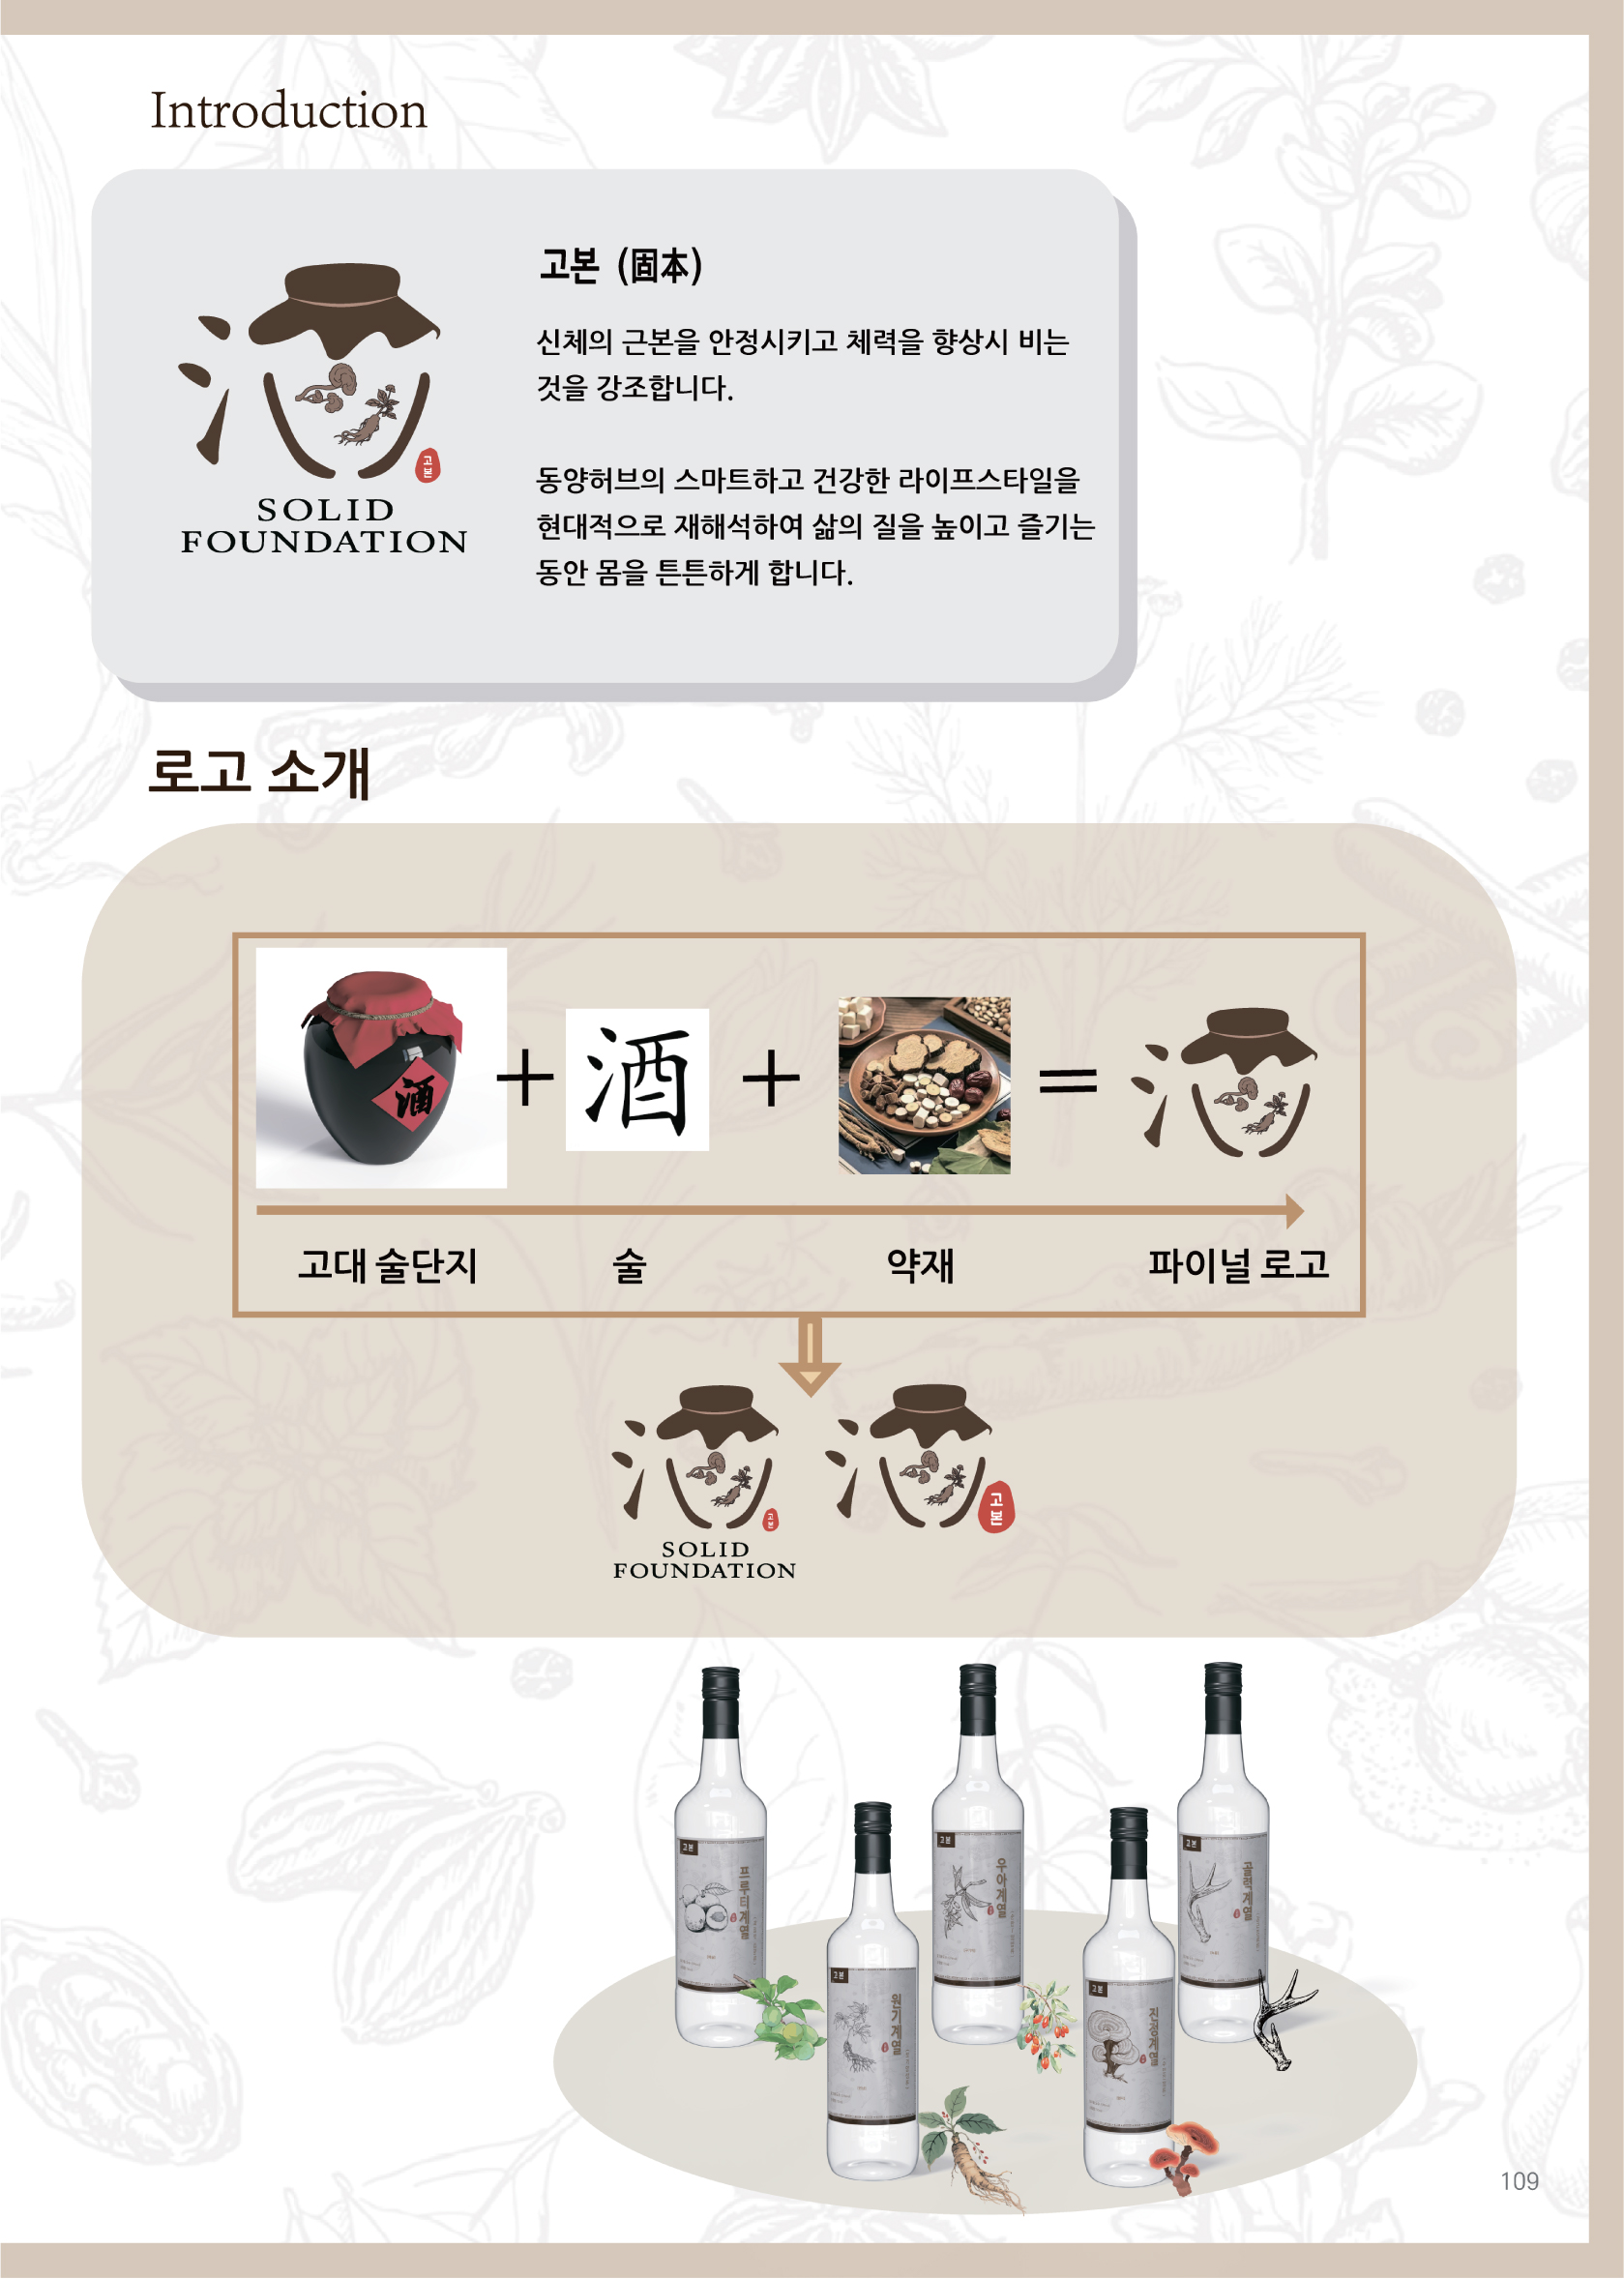 Introduction
고본 (固本)
신체의 근본을 안정시키고 체력을 향상시 비는
것을 강조합니다.
동양허브의 스마트하고 건강한 라이프스타일을
현대적으로 재해석하여 삶의 질을 높이고 즐기는
동안 몸을 튼튼하게 합니다.
고본
SOLID
FOUNDATION
로고 소개
酒
酒
고대 술단지
술
약재
파이널 로고
고본
SOLID
FOUNDATION
고본
고본
프루티계열
고본
우아계열
고본
골력계열
고본
원기계열
고본
진정계열
109